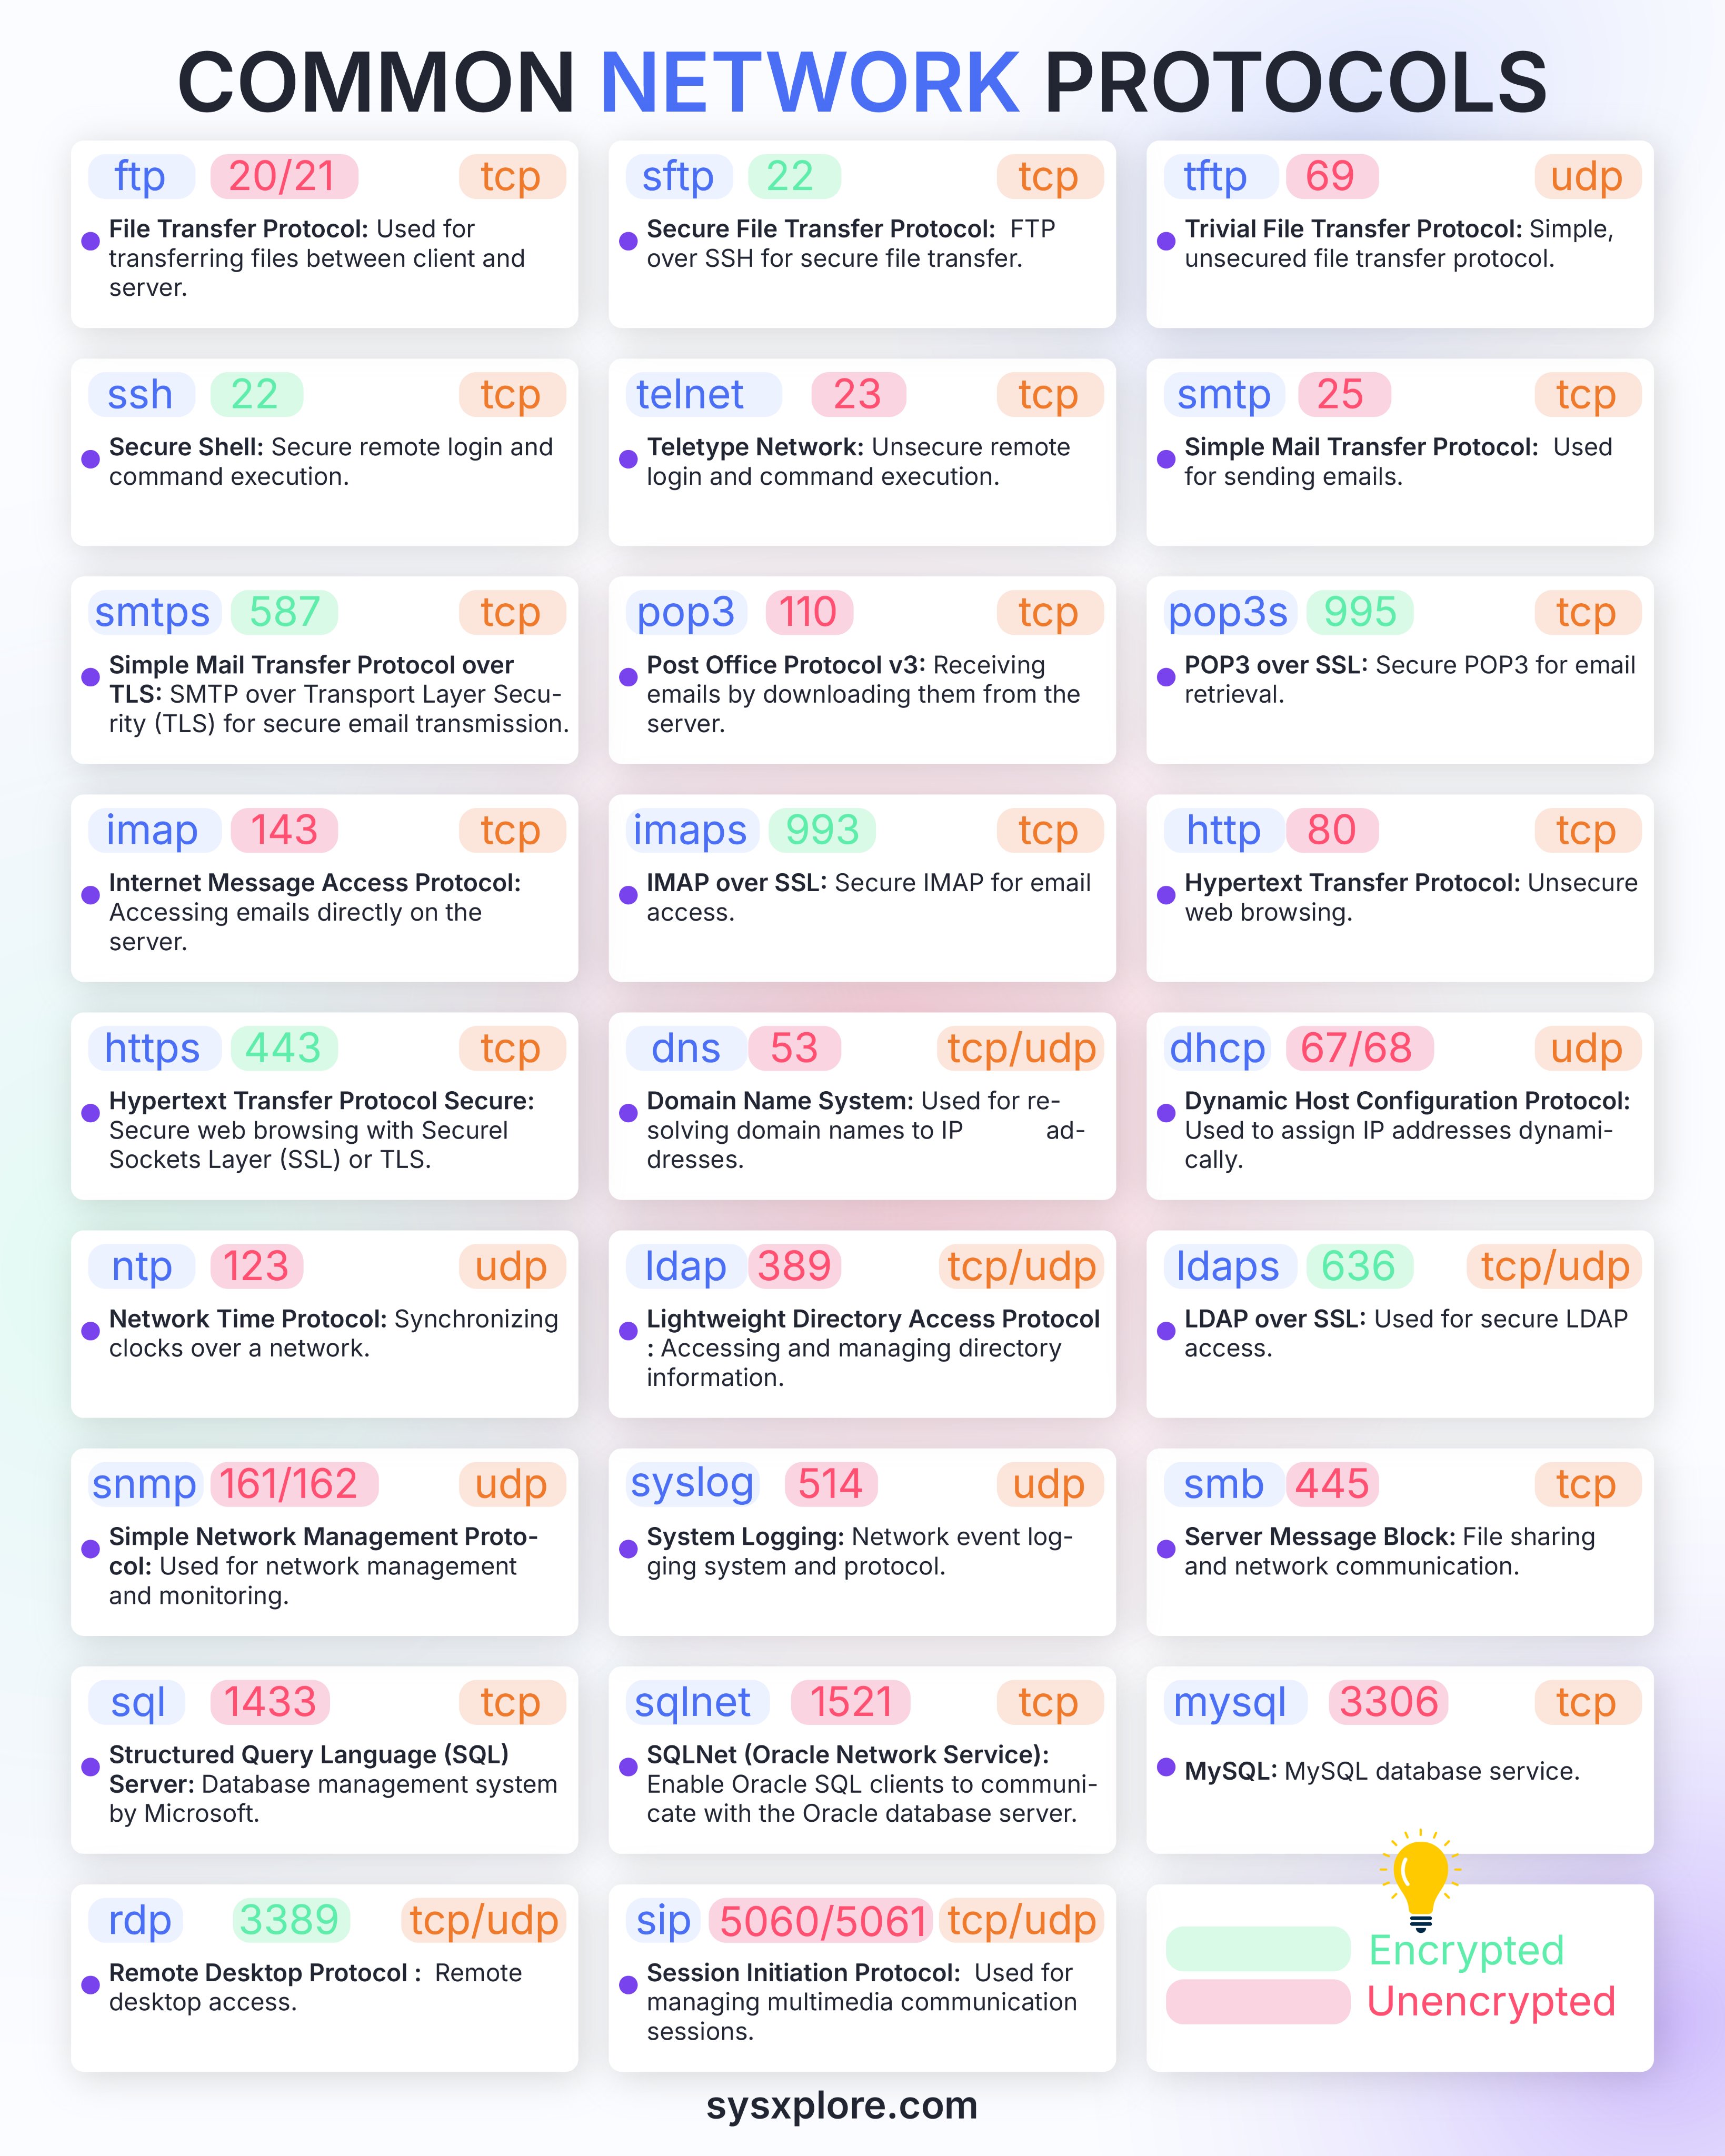 COMMON NETWORK PROTOCOLS
ftp 20/21 tcp
File Transfer Protocol: Used for
transferring files between client and
server.
sftp 22 tcp
Secure File Transfer Protocol: FTP
over SSH for secure file transfer.
tftp 69 udp
Trivial File Transfer Protocol: Simple,
unsecured file transfer protocol.
ssh 22 tcp
Secure Shell: Secure remote login and
command execution.
telnet 23 tcp
Teletype Network: Unsecure remote
login and command execution.
smtp 25 tcp
Simple Mail Transfer Protocol: Used
for sending emails.
smtps 587 tcp
Simple Mail Transfer Protocol over
TLS: SMTP over Transport Layer Secu-
rity (TLS) for secure email transmission.
pop3 110 tcp
Post Office Protocol v3: Receiving
emails by downloading them from the
server.
pop3s 995 tcp
POP3 over SSL: Secure POP3 for email
retrieval.
imap 143 tcp
Internet Message Access Protocol:
Accessing emails directly on the
server.
imaps 993 tcp
IMAP over SSL: Secure IMAP for email
access.
http 80 tcp
Hypertext Transfer Protocol: Unsecure
web browsing.
https 443 tcp
Hypertext Transfer Protocol Secure:
Secure web browsing with Securel
Sockets Layer (SSL) or TLS.
dns 53 tcp/udp
Domain Name System: Used for re-
solving domain names to IP ad-
dresses.
dhcp 67/68 udp
Dynamic Host Configuration Protocol:
Used to assign IP addresses dynami-
cally.
ntp 123 udp
Network Time Protocol: Synchronizing
clocks over a network.
ldap 389 tcp/udp
Lightweight Directory Access Protocol
: Accessing and managing directory
information.
ldaps 636 tcp/udp
LDAP over SSL: Used for secure LDAP
access.
snmp 161/162 udp
Simple Network Management Proto-
col: Used for network management
and monitoring.
syslog 514 udp
System Logging: Network event log-
ging system and protocol.
smb 445 tcp
Server Message Block: File sharing
and network communication.
sql 1433 tcp
Structured Query Language (SQL)
Server: Database management system
by Microsoft.
sqlnet 1521 tcp
SQLNet (Oracle Network Service):
Enable Oracle SQL clients to communi-
cate with the Oracle database server.
mysql 3306 tcp
MySQL: MySQL database service.
rdp 3389 tcp/udp
Remote Desktop Protocol : Remote
desktop access.
sip 5060/5061 tcp/udp
Session Initiation Protocol: Used for
managing multimedia communication
sessions.
Encrypted
Unencrypted
sysxplore.com